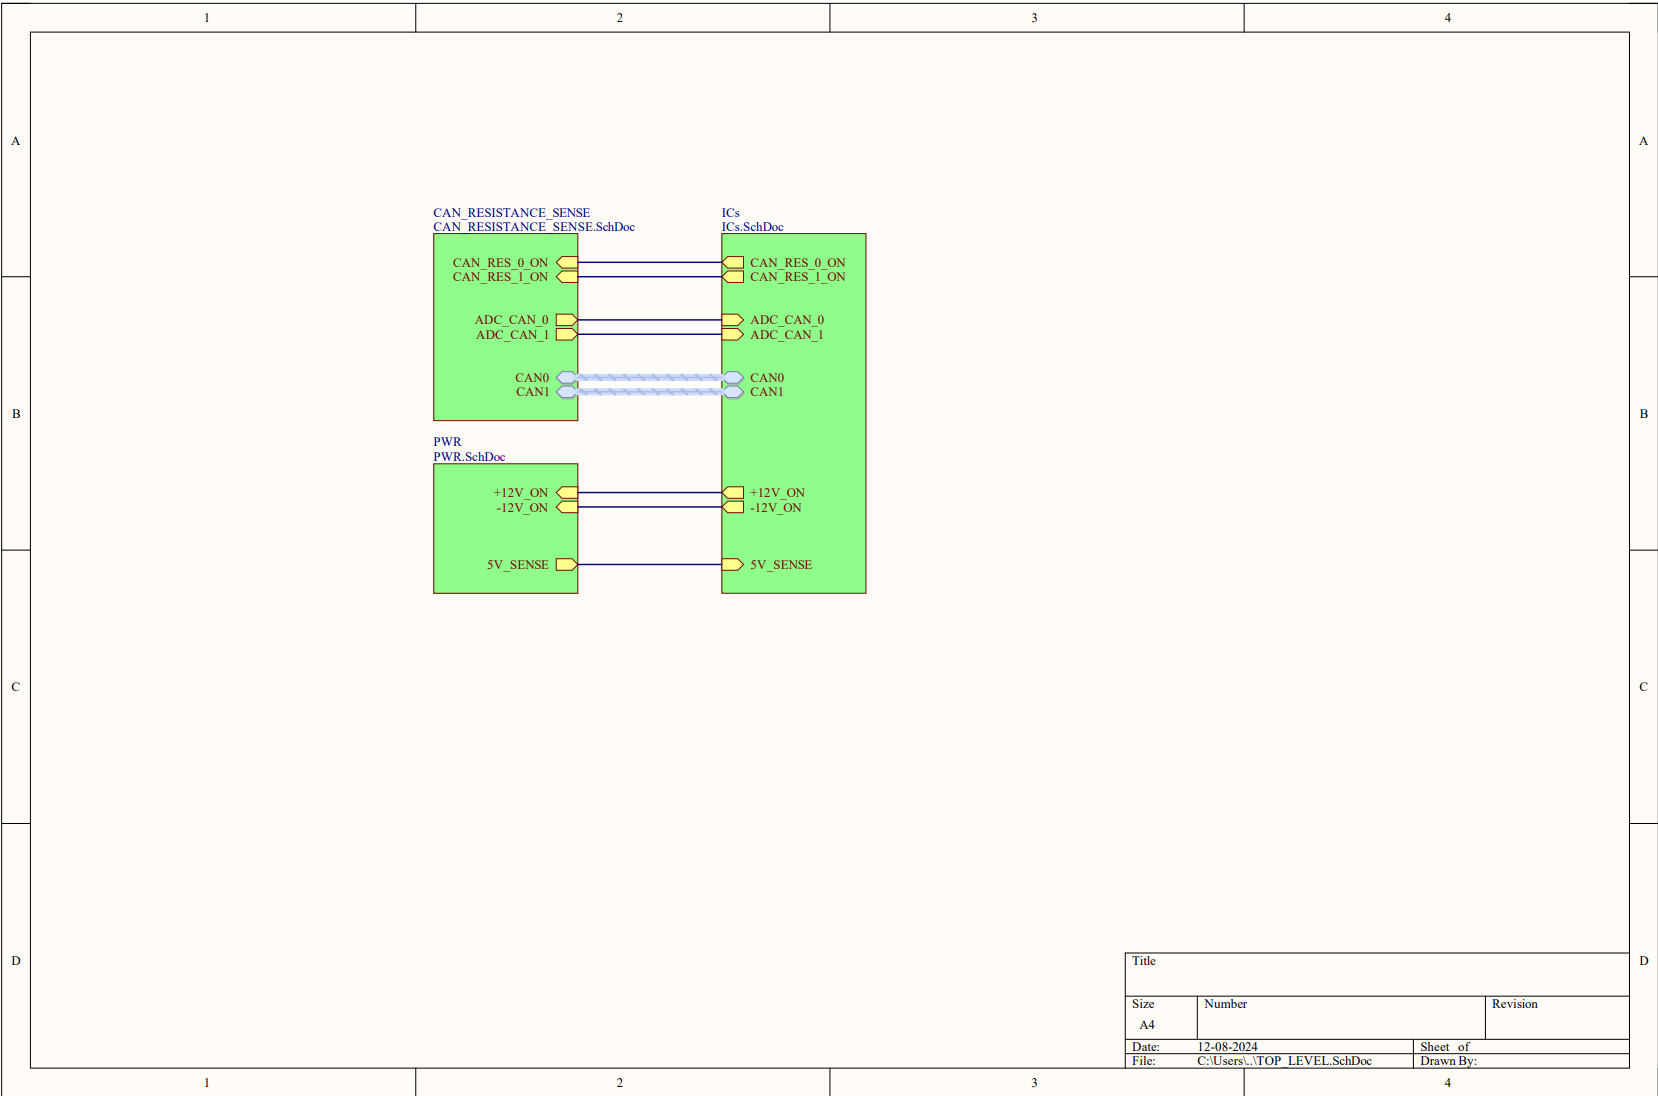 1 2 3 4
A A
CAN_RESISTANCE_SENSE ICs
CAN_RESISTANCE_SENSE.SchDoc ICs.SchDoc
CAN_RES_0_ON CAN_RES_0_ON
CAN_RES_1_ON CAN_RES_1_ON
ADC_CAN_0 ADC_CAN_0
ADC_CAN_1 ADC_CAN_1
CAN0 CAN0
CAN1 CAN1
B B
PWR
PWR.SchDoc
+12V_ON +12V_ON
-12V_ON -12V_ON
5V_SENSE 5V_SENSE
C C
D D
Title
Size Number Revision
A4
Date: 12-08-2024 Sheet of
File: C:\Users\..\TOP_LEVEL.SchDoc Drawn By:
1 2 3 4